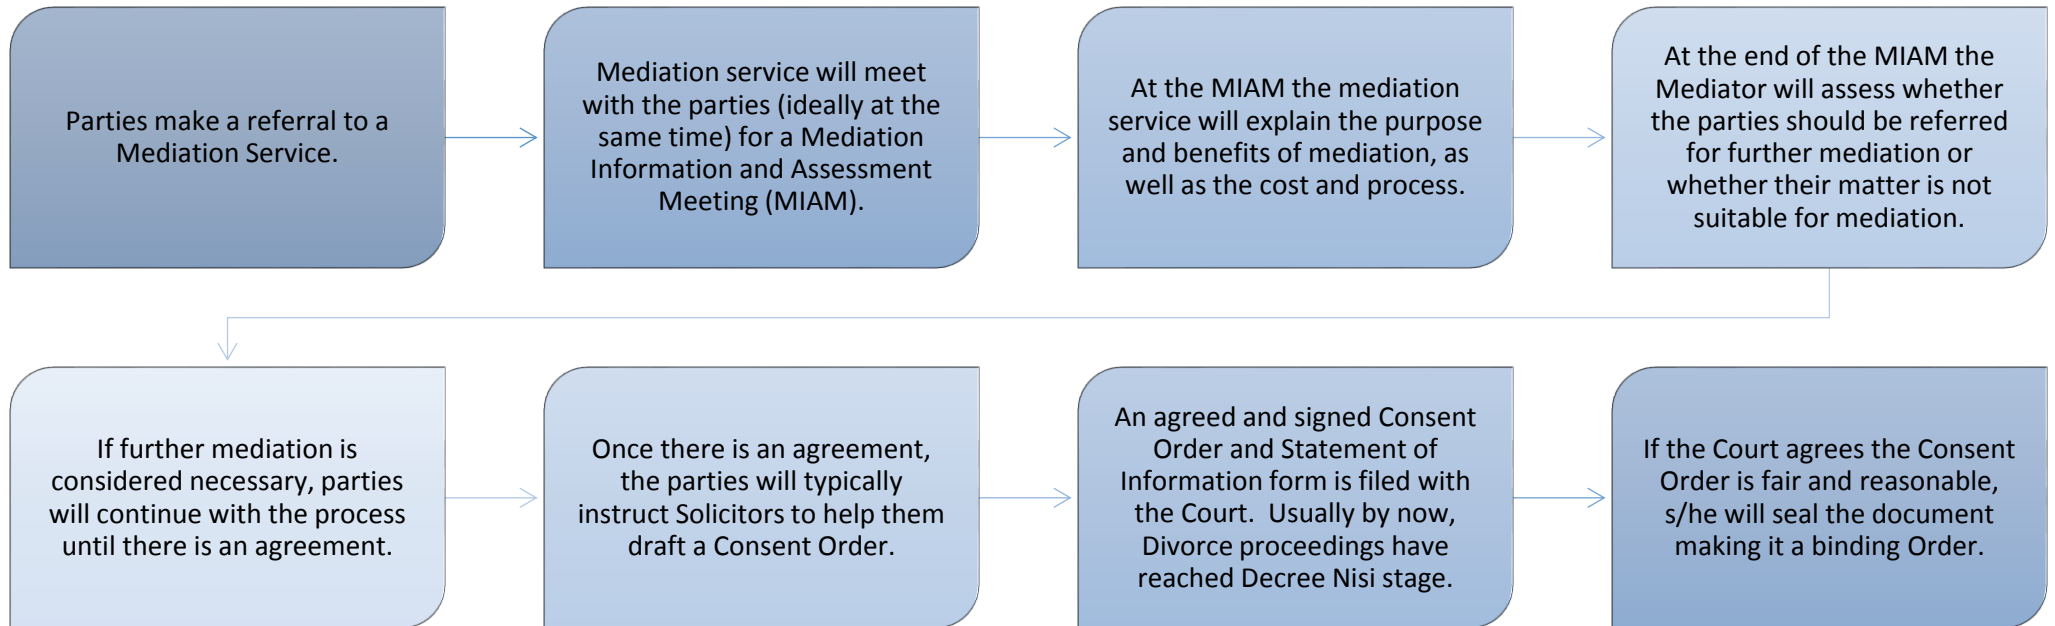 Parties make a referral to a
Mediation Service.
Mediation service will meet
with the parties (ideally at the
same time) for a Mediation
Information and Assessment
Meeting (MIAM).
At the MIAM the mediation
service will explain the purpose
and benefits of mediation, as
well as the cost and process.
At the end of the MIAM the
Mediator will assess whether
the parties should be referred
for further mediation or
whether their matter is not
suitable for mediation.
If further mediation is
considered necessary, parties
will continue with the process
until there is an agreement.
Once there is an agreement,
the parties will typically
instruct Solicitors to help them
draft a Consent Order.
An agreed and signed Consent
Order and Statement of
Information form is filed with
the Court.  Usually by now,
Divorce proceedings have
reached Decree Nisi stage.
If the Court agrees the Consent
Order is fair and reasonable,
s/he will seal the document
making it a binding Order.